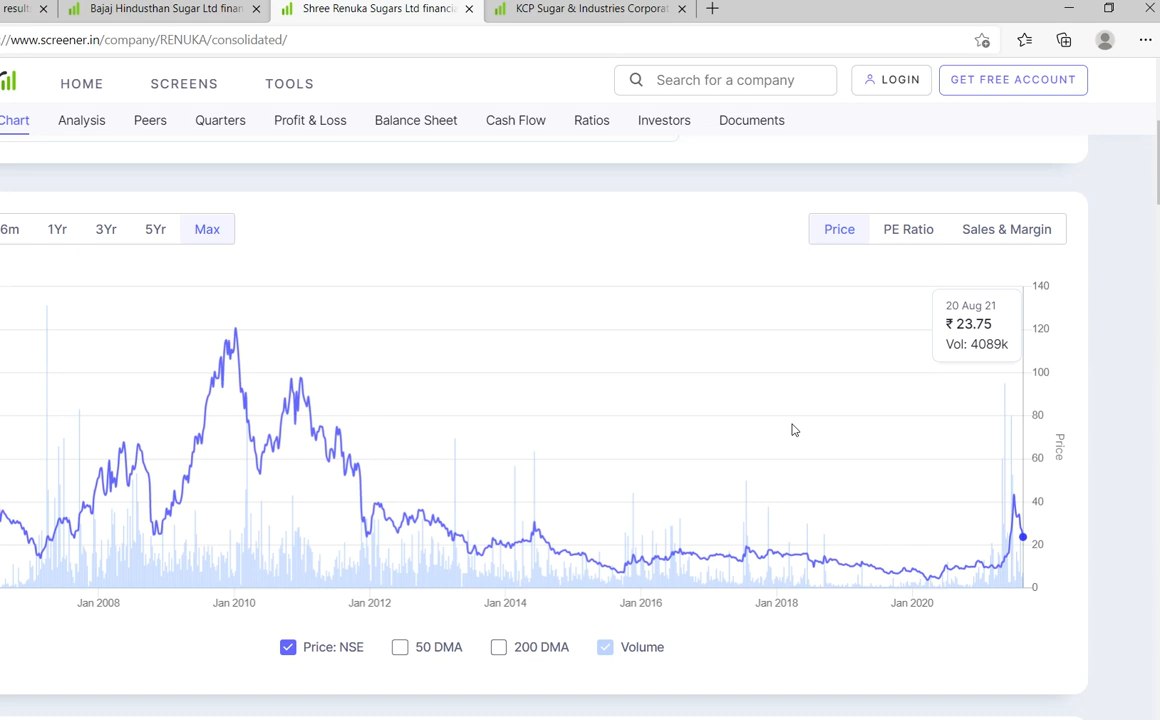 result
Bajaj Hindusthan Sugar Ltd finan
Shree Renuka Sugars Ltd financia
KCP Sugar & Industries Corporat
//www.screener.in/company/RENUKA/consolidated/
HOME SCREENS TOOLS
Search for a company
LOGIN
GET FREE ACCOUNT
Chart Analysis Peers Quarters Profit & Loss Balance Sheet Cash Flow Ratios Investors Documents
6m 1Yr 3Yr 5Yr Max
Price PE Ratio Sales & Margin
20 Aug 21
₹ 23.75
Vol: 4089k
140
120
100
80
60
40
20
0
Price
Jan 2008 Jan 2010 Jan 2012 Jan 2014 Jan 2016 Jan 2018 Jan 2020
Price: NSE 50 DMA 200 DMA Volume